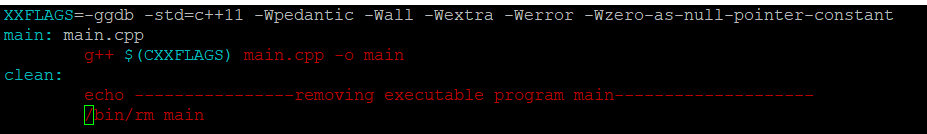 XXFLAGS=-ggdb -std=c++11 -Wpedantic -Wall -Wextra -Werror -Wzero-as-null-pointer-constant
main: main.cpp
g++ $(CXXFLAGS) main.cpp -o main
clean:
echo ----------------removing executable program main--------------------
/bin/rm main